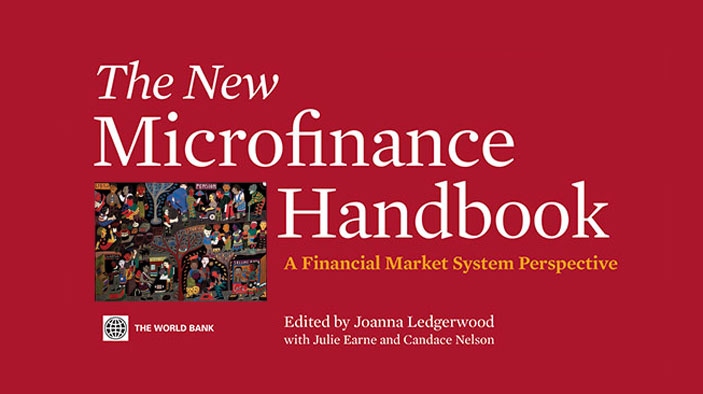 The New
Microfinance
Handbook
A Financial Market System Perspective
PENSION
THE WORLD BANK
Edited by Joanna Ledgerwood
with Julie Earne and Candace Nelson